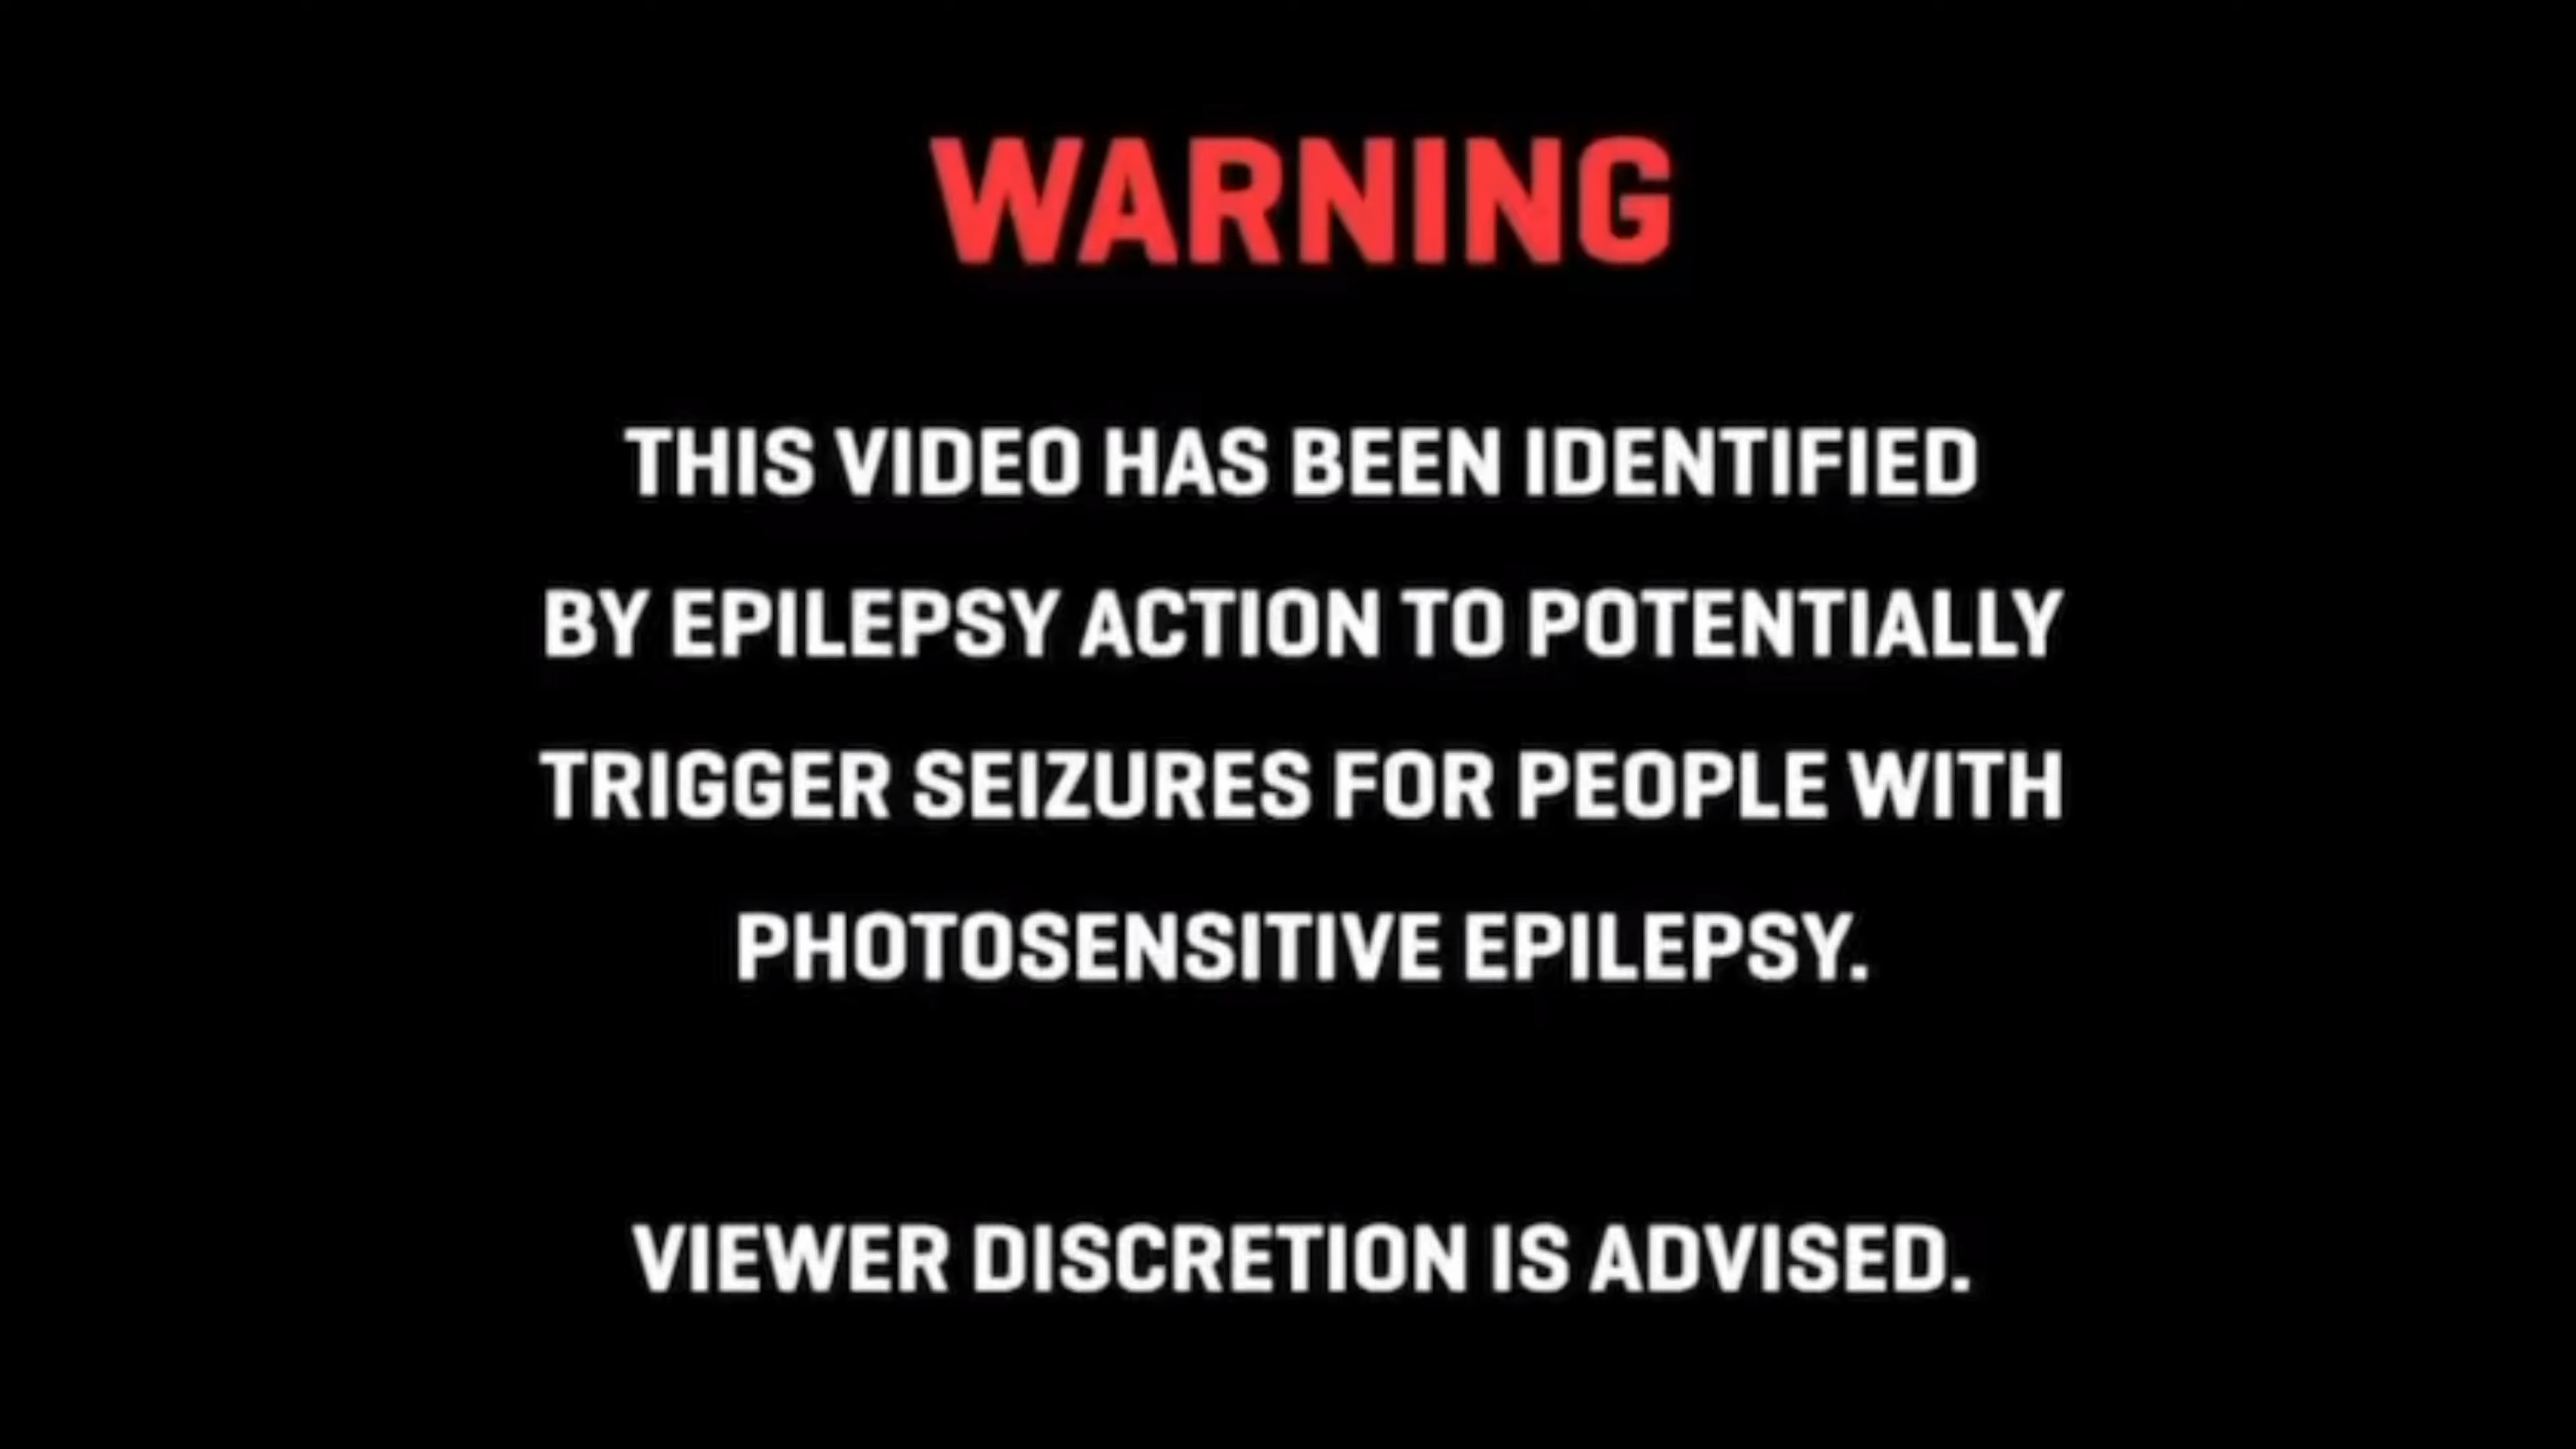 WARNING
THIS VIDEO HAS BEEN IDENTIFIED
BY EPILEPSY ACTION TO POTENTIALLY
TRIGGER SEIZURES FOR PEOPLE WITH
PHOTOSENSITIVE EPILEPSY.
VIEWER DISCRETION IS ADVISED.